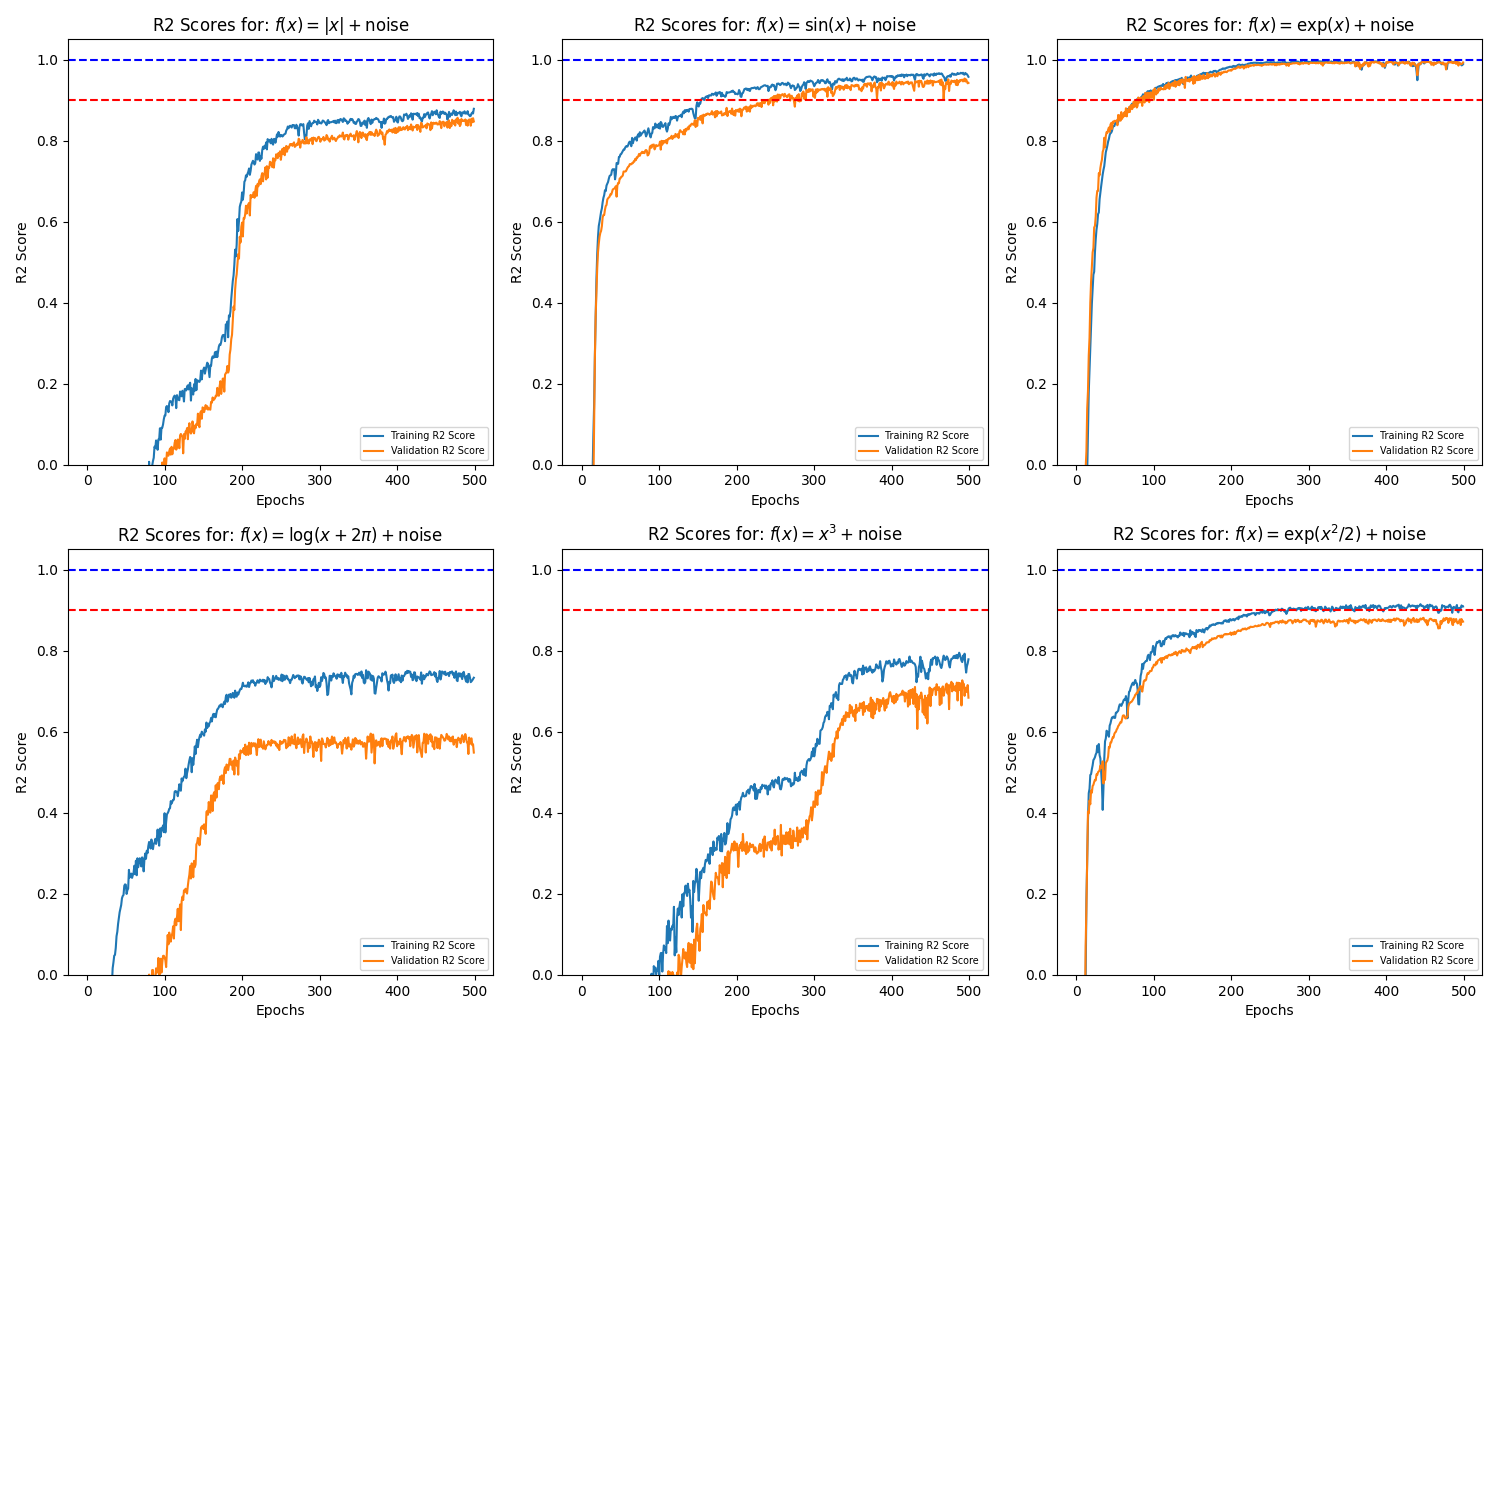 R2 Scores for: f(x) = |x| + noise
R2 Score
1.0
0.8
0.6
0.4
0.2
0.0
Training R2 Score
Validation R2 Score
0 100 200 300 400 500
Epochs
R2 Scores for: f(x) = sin(x) + noise
R2 Score
1.0
0.8
0.6
0.4
0.2
0.0
Training R2 Score
Validation R2 Score
0 100 200 300 400 500
Epochs
R2 Scores for: f(x) = exp(x) + noise
R2 Score
1.0
0.8
0.6
0.4
0.2
0.0
Training R2 Score
Validation R2 Score
0 100 200 300 400 500
Epochs
R2 Scores for: f(x) = log(x + 2π) + noise
R2 Score
1.0
0.8
0.6
0.4
0.2
0.0
Training R2 Score
Validation R2 Score
0 100 200 300 400 500
Epochs
R2 Scores for: f(x) = x³ + noise
R2 Score
1.0
0.8
0.6
0.4
0.2
0.0
Training R2 Score
Validation R2 Score
0 100 200 300 400 500
Epochs
R2 Scores for: f(x) = exp(x²/2) + noise
R2 Score
1.0
0.8
0.6
0.4
0.2
0.0
Training R2 Score
Validation R2 Score
0 100 200 300 400 500
Epochs